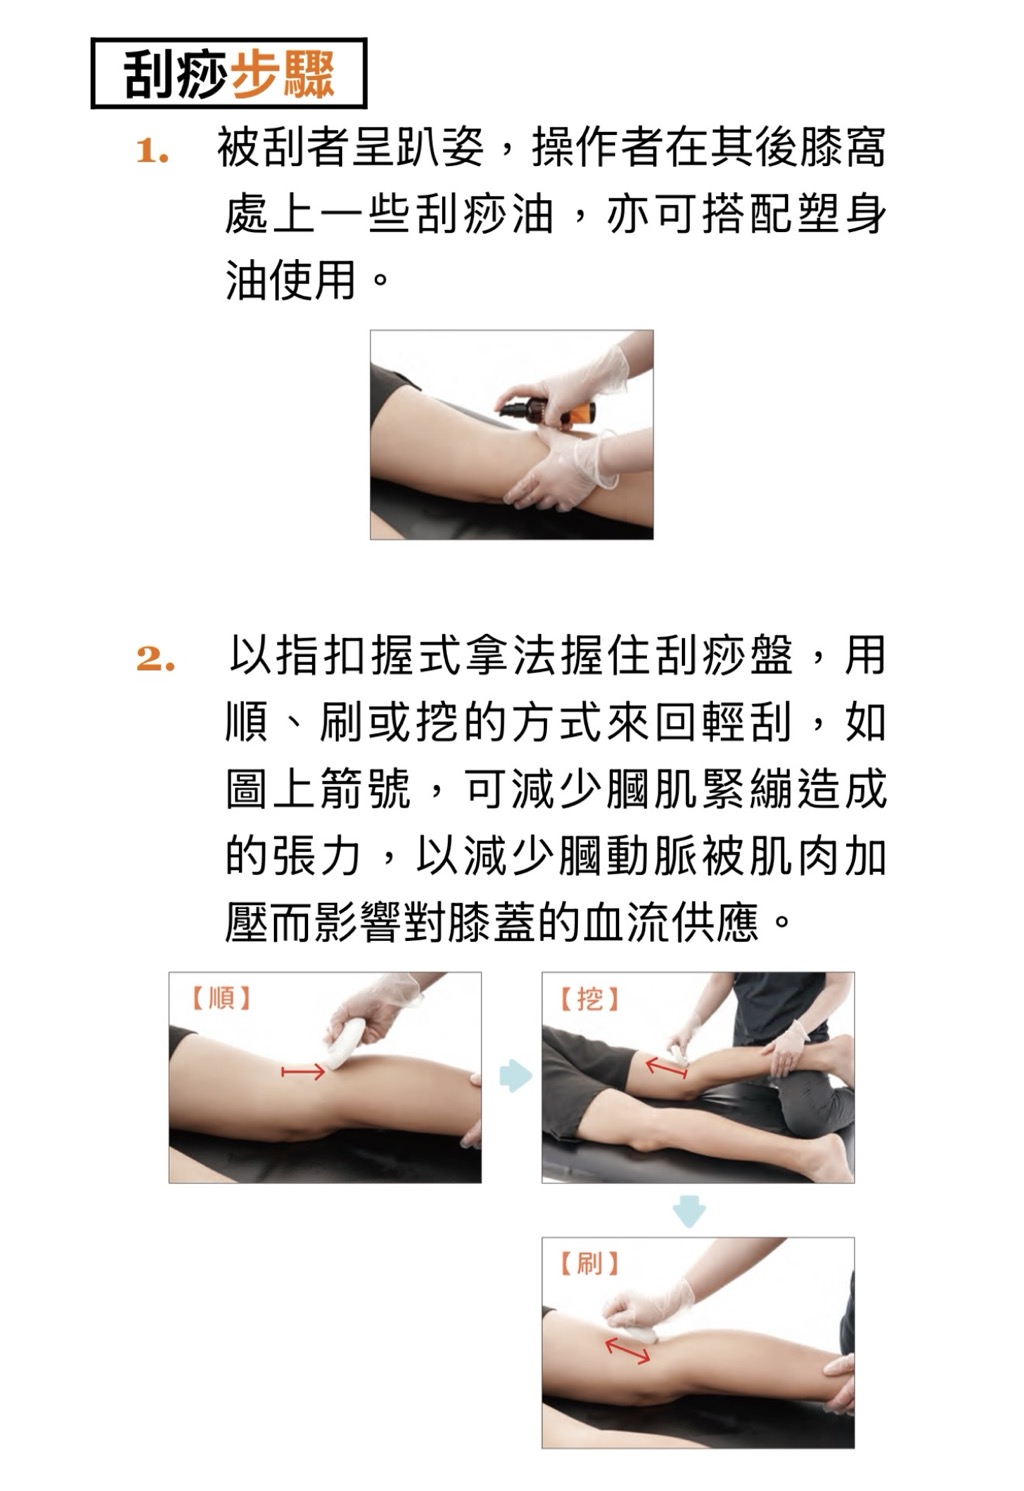 刮痧步驟
1. 被刮者呈趴姿，操作者在其後膝窩
處上一些刮痧油，亦可搭配塑身
油使用。
2. 以指扣握式拿法握住刮痧盤，用
順、刷或挖的方式來回輕刮，如
圖上箭號，可減少膕肌緊繃造成
的張力，以減少膕動脈被肌肉加
壓而影響對膝蓋的血流供應。
【順】
【挖】
【刷】